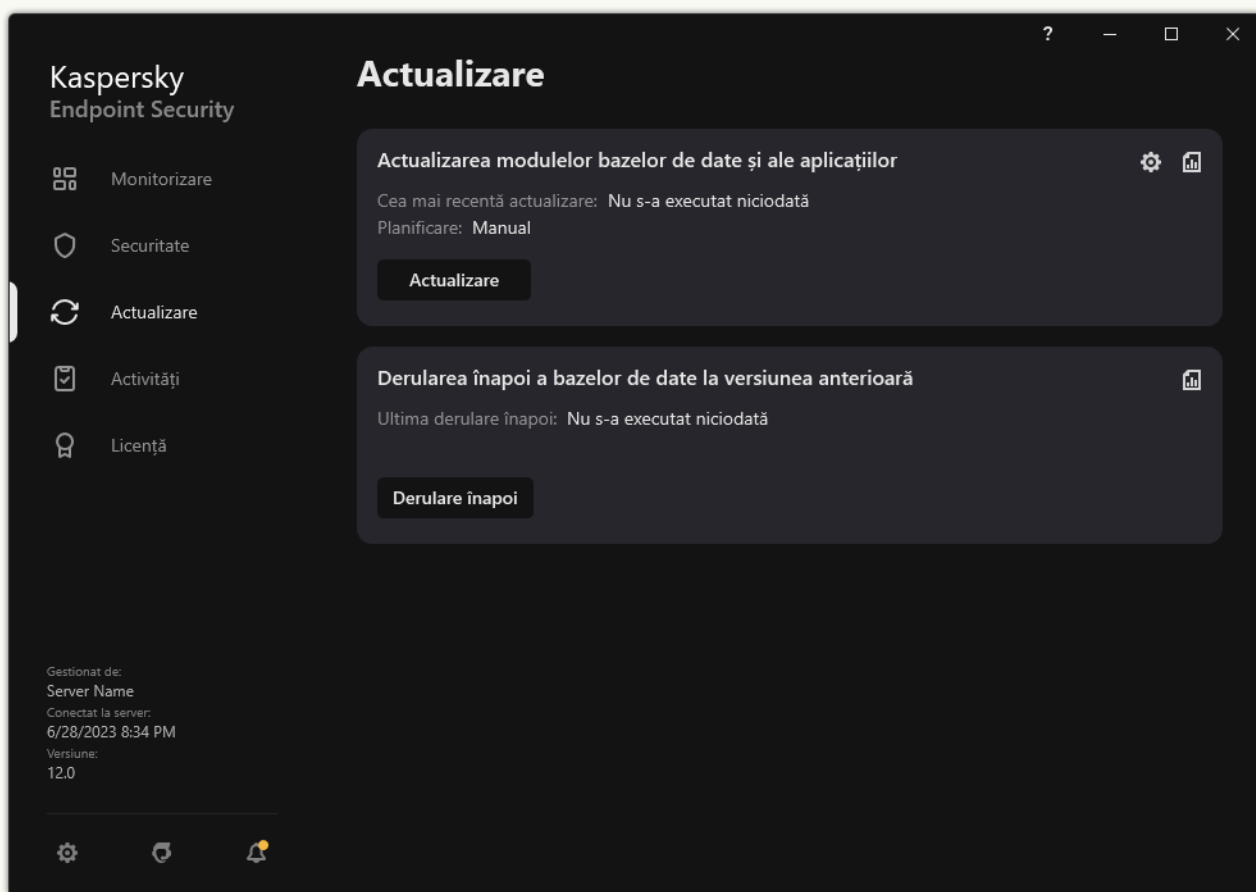 ?
Kaspersky
Endpoint Security
Monitorizare
Securitate
Actualizare
Activități
Licență
Gestionat de:
Server Name
Conectat la server:
6/28/2023 8:34 PM
Versiune:
12.0
Actualizare
Actualizarea modulelor bazelor de date și ale aplicațiilor
Cea mai recentă actualizare: Nu s-a executat niciodată
Planificare: Manual
Actualizare
Derularea înapoi a bazelor de date la versiunea anterioară
Ultima derulare înapoi: Nu s-a executat niciodată
Derulare înapoi